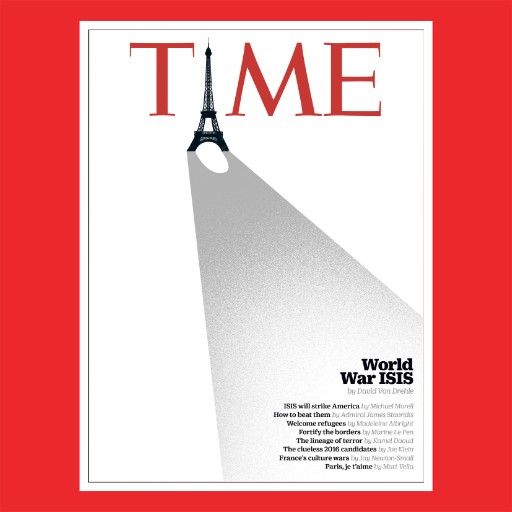 TIME
World
War ISIS
by David Von Drehle
ISIS will strike America by Michael Morell
How to beat them by Admiral James Stavridis
Welcome refugees by Madeleine Albright
Fortify the borders by Marine Le Pen
The lineage of terror by Kamel Daoud
The clueless 2016 candidates by Joe Klein
France's culture wars by Jay Newton-Small
Paris, je t'aime by Matt Vella